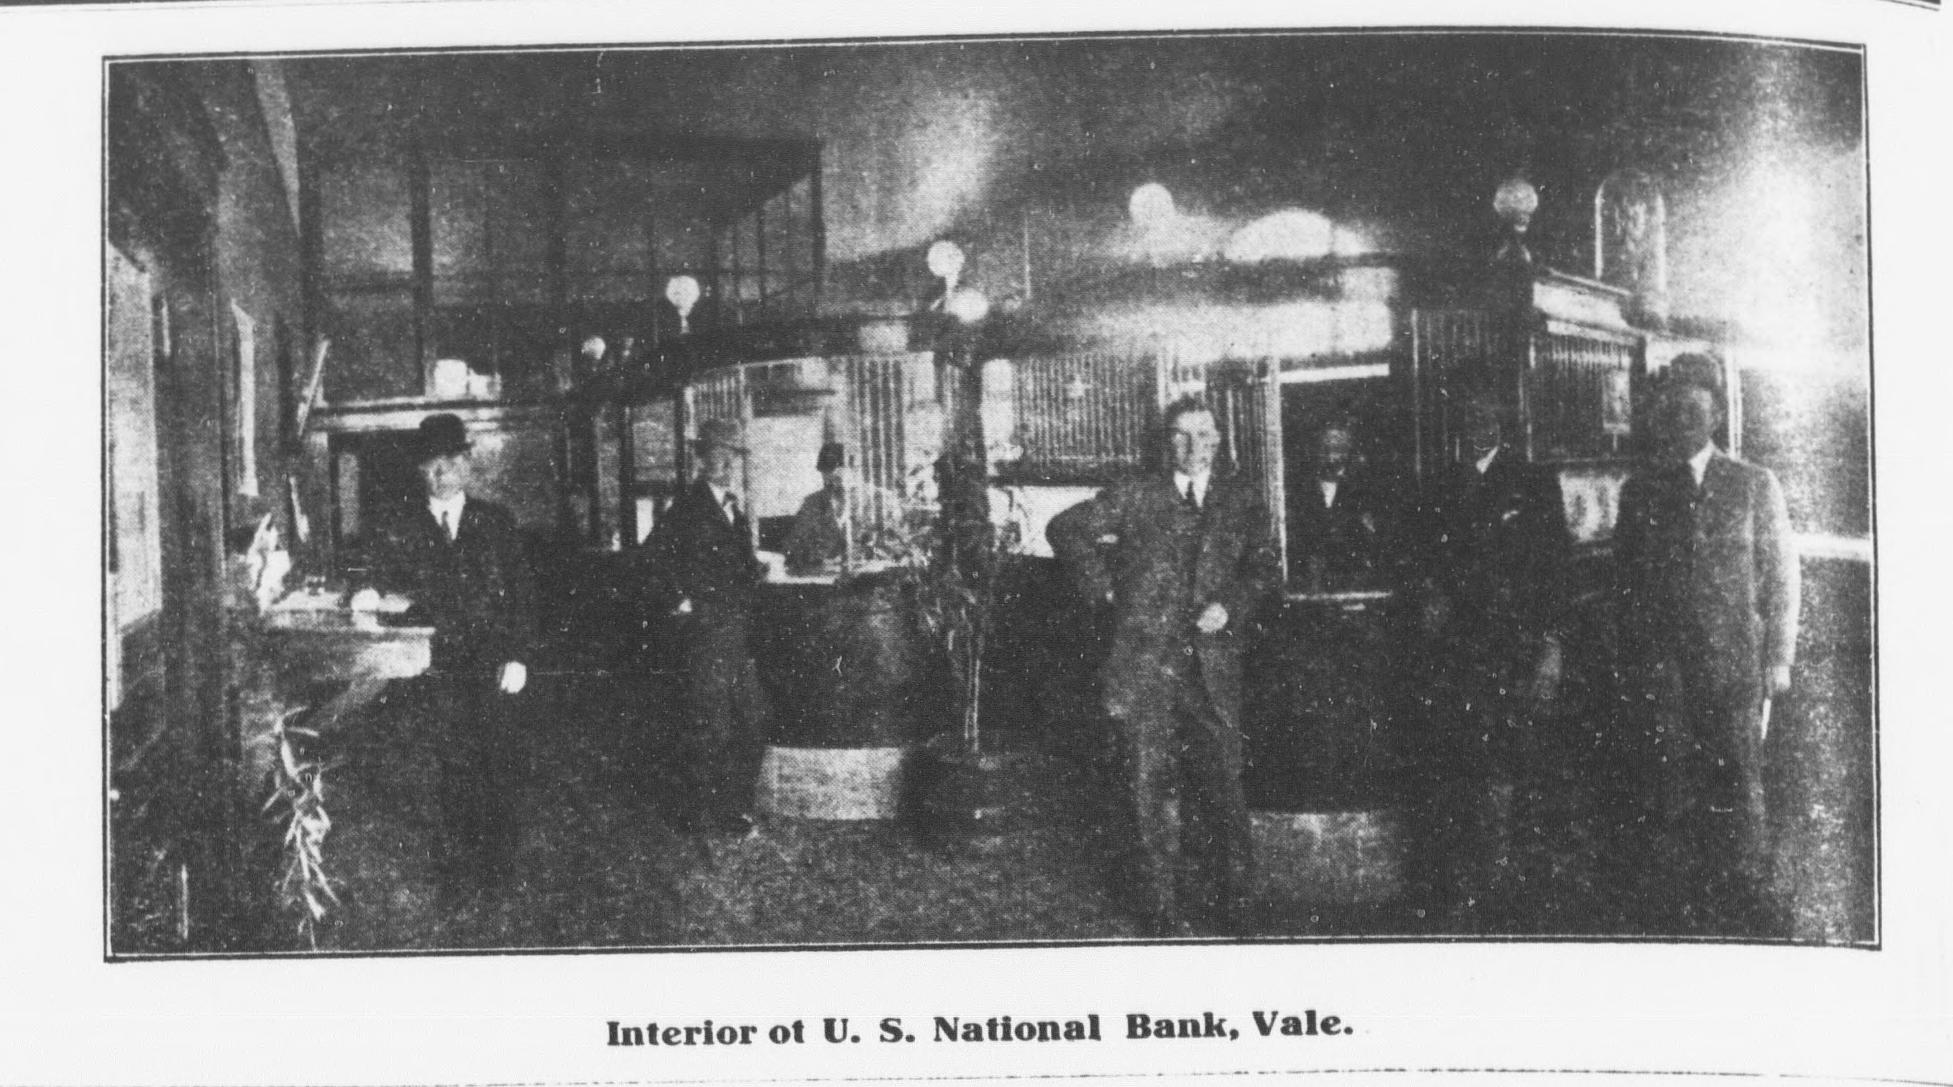 Interior ot U. S. National Bank, Vale.